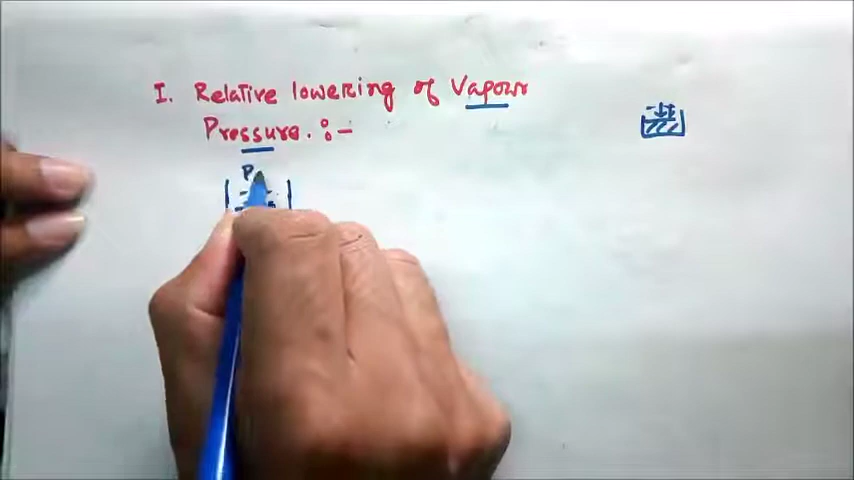 I. Relative lowering of Vapour
Pressure. :-
P